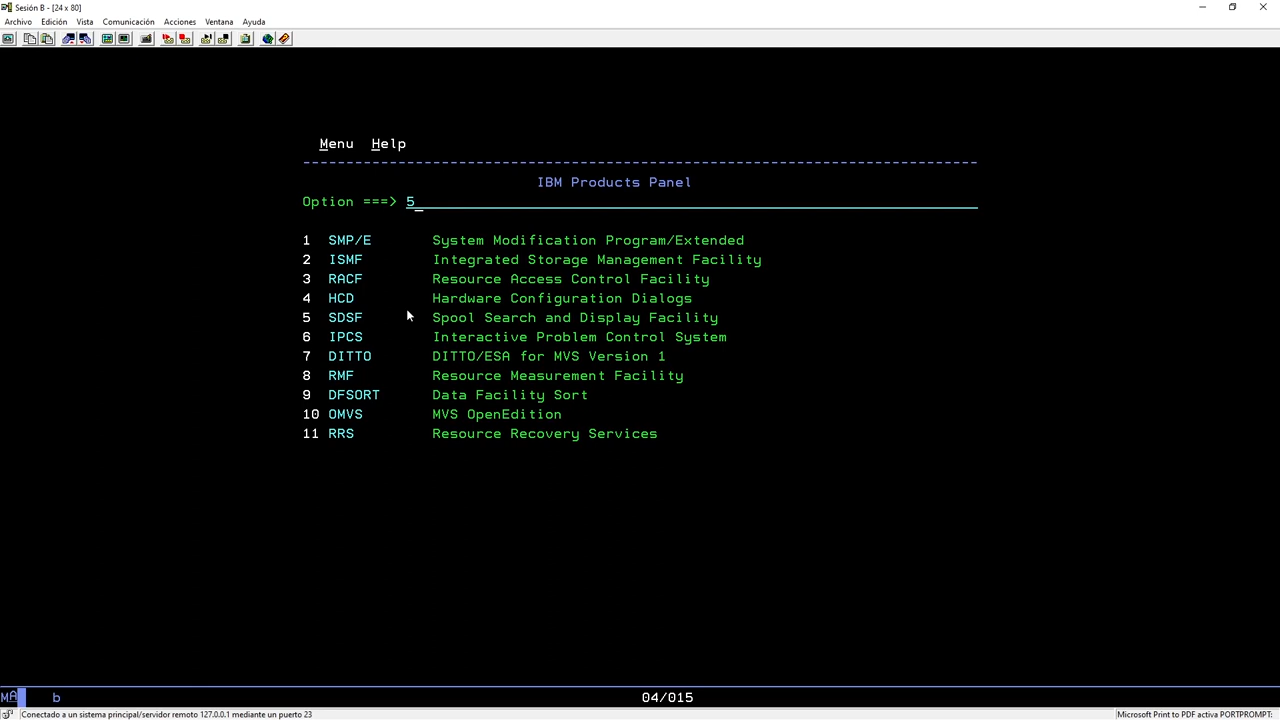 Sesión B - [24 x 80]
Archivo Edición Vista Comunicación Acciones Ventana Ayuda
Menu Help
-------------------------------------------------------------------------------
IBM Products Panel
Option ===> 5
1 SMP/E System Modification Program/Extended
2 ISMF Integrated Storage Management Facility
3 RACF Resource Access Control Facility
4 HCD Hardware Configuration Dialogs
5 SDSF Spool Search and Display Facility
6 IPCS Interactive Problem Control System
7 DITTO DITTO/ESA for MVS Version 1
8 RMF Resource Measurement Facility
9 DFSORT Data Facility Sort
10 OMVS MVS OpenEdition
11 RRS Resource Recovery Services
MA b 04/015
Conectado a un sistema principal/servidor remoto 127.0.0.1 mediante un puerto 23 Microsoft Print to PDF activa PORTPROMPT: